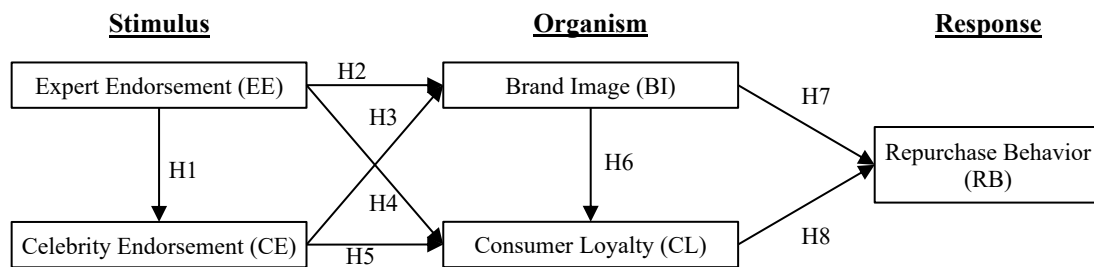 Stimulus
Organism
Response
Expert Endorsement (EE)
H2
Brand Image (BI)
H7
H3
Repurchase Behavior
(RB)
H1
H6
H4
Celebrity Endorsement (CE)
H5
Consumer Loyalty (CL)
H8